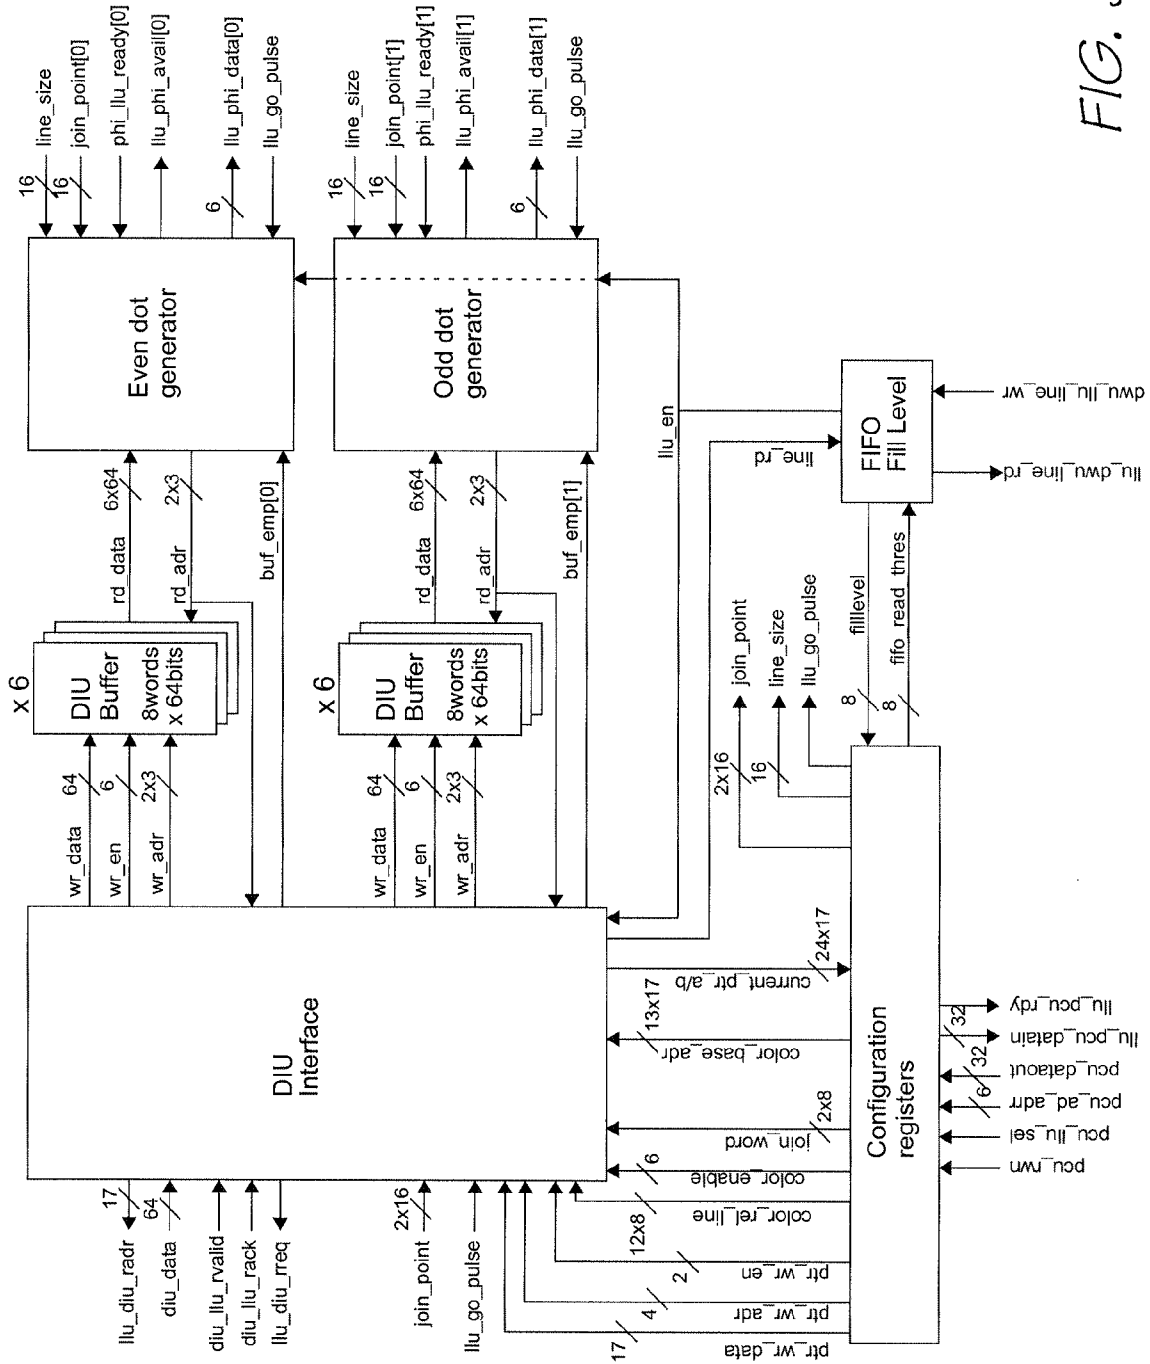 line_size
16
join_point[0]
16
phi_llu_ready[0]
llu_phi_avail[0]
llu_phi_data[0]
6
llu_go_pulse
Even dot
generator
rd_data
6x64
rd_adr
2x3
buf_emp[0]
x 6
DIU
Buffer
8words
x 64bits
wr_data
64
wr_en
6
wr_adr
2x3
line_size
16
join_point[1]
16
phi_llu_ready[1]
llu_phi_avail[1]
llu_phi_data[1]
6
llu_go_pulse
Odd dot
generator
rd_data
6x64
rd_adr
2x3
buf_emp[1]
x 6
DIU
Buffer
8words
x 64bits
wr_data
64
wr_en
6
wr_adr
2x3
DIU
Interface
llu_diu_radr
17
diu_data
64
diu_llu_rvalid
diu_llu_rack
llu_diu_rreq
join_point
2x16
llu_go_pulse
llu_en
line_rd
FIFO
Fill Level
dwu_llu_line_wr
llu_dwu_line_rd
filllevel
8
fifo_read_thres
8
join_point
2x16
line_size
16
llu_go_pulse
current_ptr_a/b
24x17
color_base_adr
13x17
join_word
2x8
color_enable
6
color_rel_line
12x8
ptr_wr_en
2
ptr_wr_adr
4
ptr_wr_data
17
Configuration
registers
llu_pcu_rdy
llu_pcu_datain
32
pcu_dataout
32
pcu_ad_adrr
6
pcu_llu_sel
pcu_rwn
FIG.